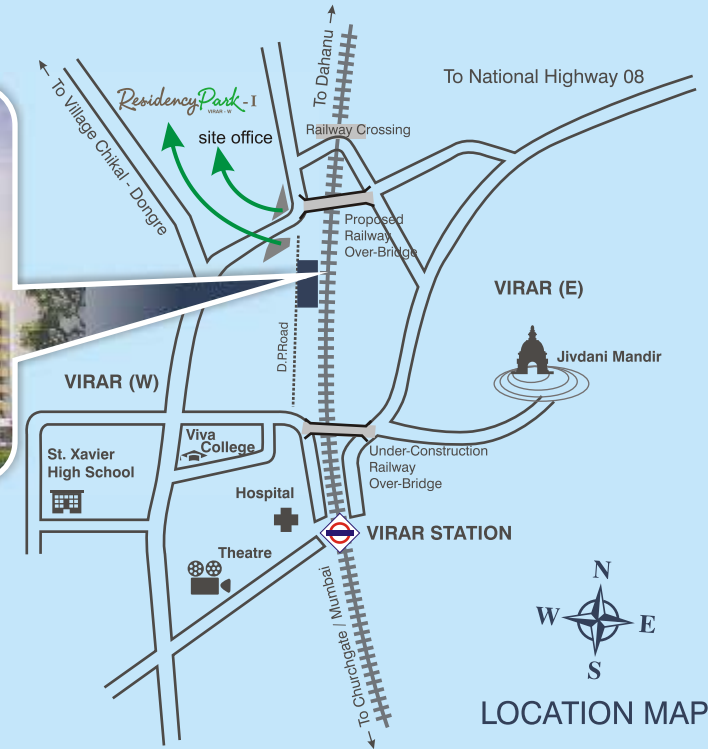 To Dahanu
To National Highway 08
To Village Chikal - Dongre
ResidencyPark - I
VIRAR - W
site office
Railway Crossing
Proposed
Railway
Over-Bridge
VIRAR (E)
D.P.Road
Jivdani Mandir
VIRAR (W)
Viva
College
St. Xavier
High School
Under-Construction
Railway
Over-Bridge
Hospital
VIRAR STATION
Theatre
To Churchgate / Mumbai
N
W
E
S
LOCATION MAP